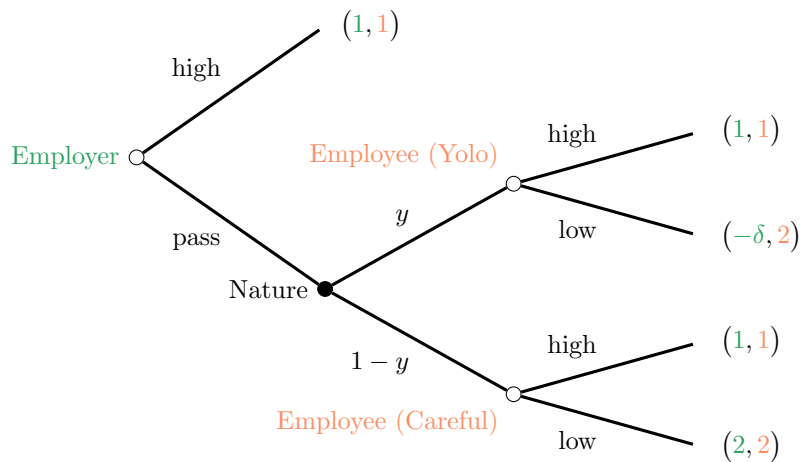 high
(1, 1)
Employer
pass
Nature
y
1 − y
Employee (Yolo)
high
(1, 1)
low
(−δ, 2)
Employee (Careful)
high
(1, 1)
low
(2, 2)